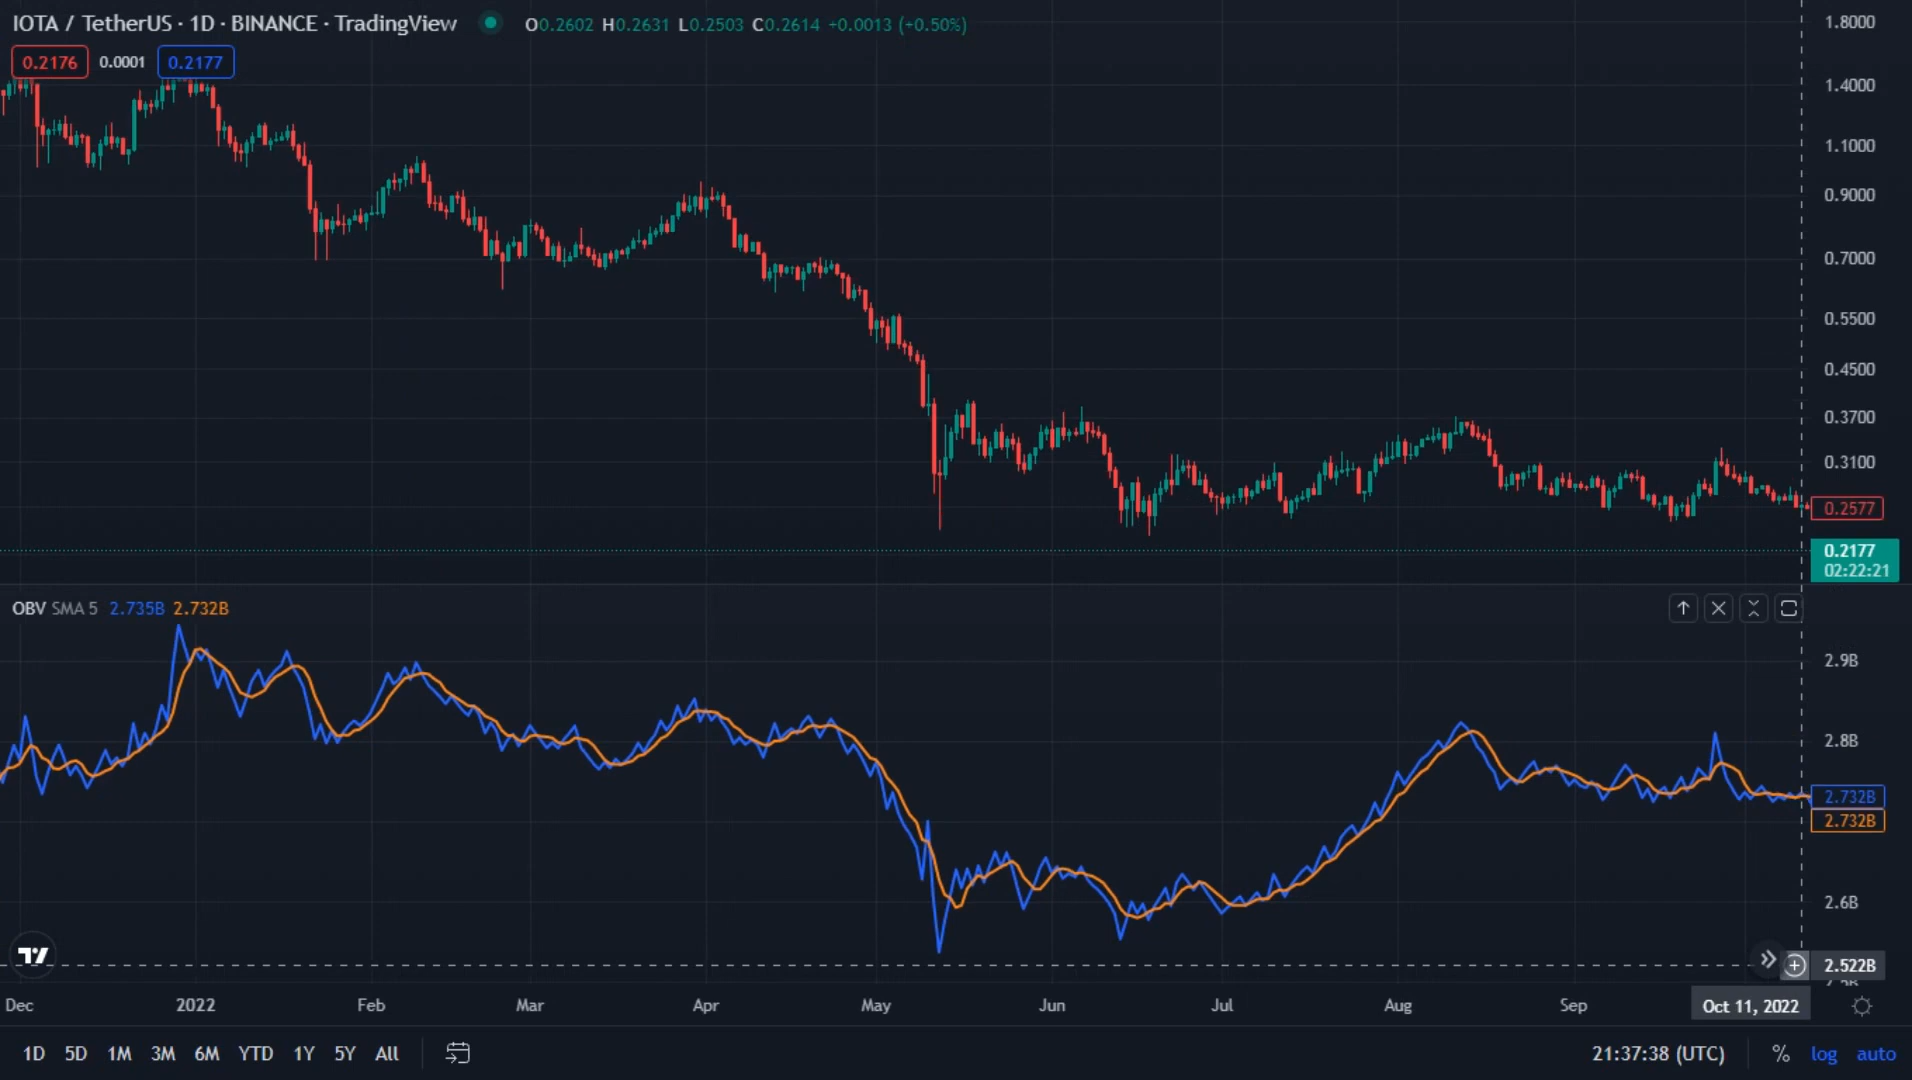 IOTA / TetherUS · 1D · BINANCE · TradingView O0.2602 H0.2631 L0.2503 C0.2614 +0.0013 (+0.50%)
0.2176 0.0001 0.2177
1.8000
1.4000
1.1000
0.9000
0.7000
0.5500
0.4500
0.3700
0.3100
0.2577
0.2177
02:22:21
OBV SMA 5 2.735B 2.732B
2.9B
2.8B
2.732B
2.732B
2.6B
2.522B
Dec 2022 Feb Mar Apr May Jun Jul Aug Sep Oct 11, 2022
1D 5D 1M 3M 6M YTD 1Y 5Y All 21:37:38 (UTC) % log auto